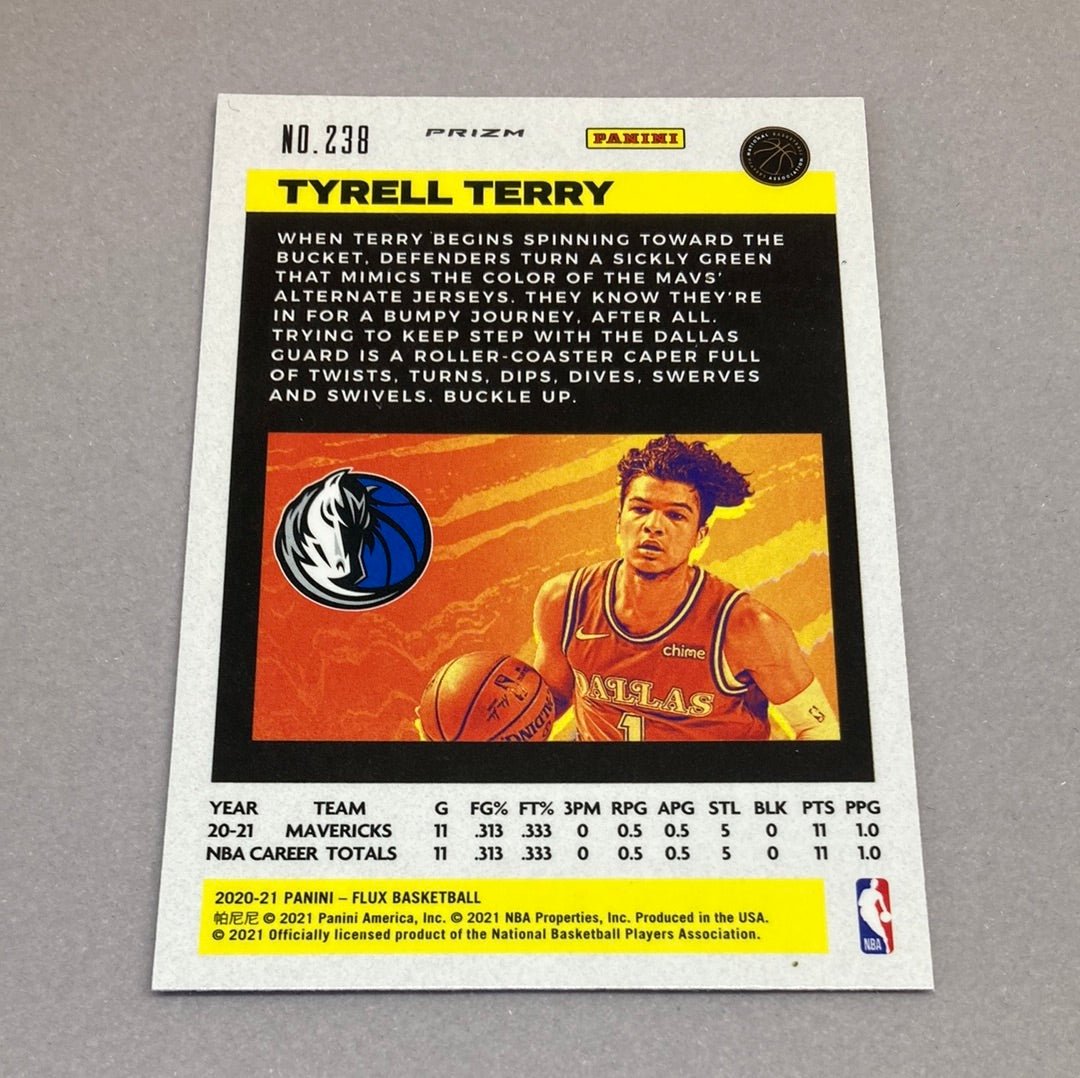 NO. 238 PRIZM PANINI
NATIONAL BASKETBALL
ASSOCIATION
TYRELL TERRY
WHEN TERRY BEGINS SPINNING TOWARD THE
BUCKET, DEFENDERS TURN A SICKLY GREEN
THAT MIMICS THE COLOR OF THE MAVS'
ALTERNATE JERSEYS. THEY KNOW THEY'RE
IN FOR A BUMPY JOURNEY, AFTER ALL.
TRYING TO KEEP STEP WITH THE DALLAS
GUARD IS A ROLLER-COASTER CAPER FULL
OF TWISTS, TURNS, DIPS, DIVES, SWERVES
AND SWIVELS. BUCKLE UP.
chime
DALLAS
1
YEAR TEAM G FG% FT% 3PM RPG APG STL BLK PTS PPG
20-21 MAVERICKS 11 .313 .333 0 0.5 0.5 5 0 11 1.0
NBA CAREER TOTALS 11 .313 .333 0 0.5 0.5 5 0 11 1.0
2020-21 PANINI – FLUX BASKETBALL
帕尼尼 © 2021 Panini America, Inc. © 2021 NBA Properties, Inc. Produced in the USA.
© 2021 Officially licensed product of the National Basketball Players Association.
NBA